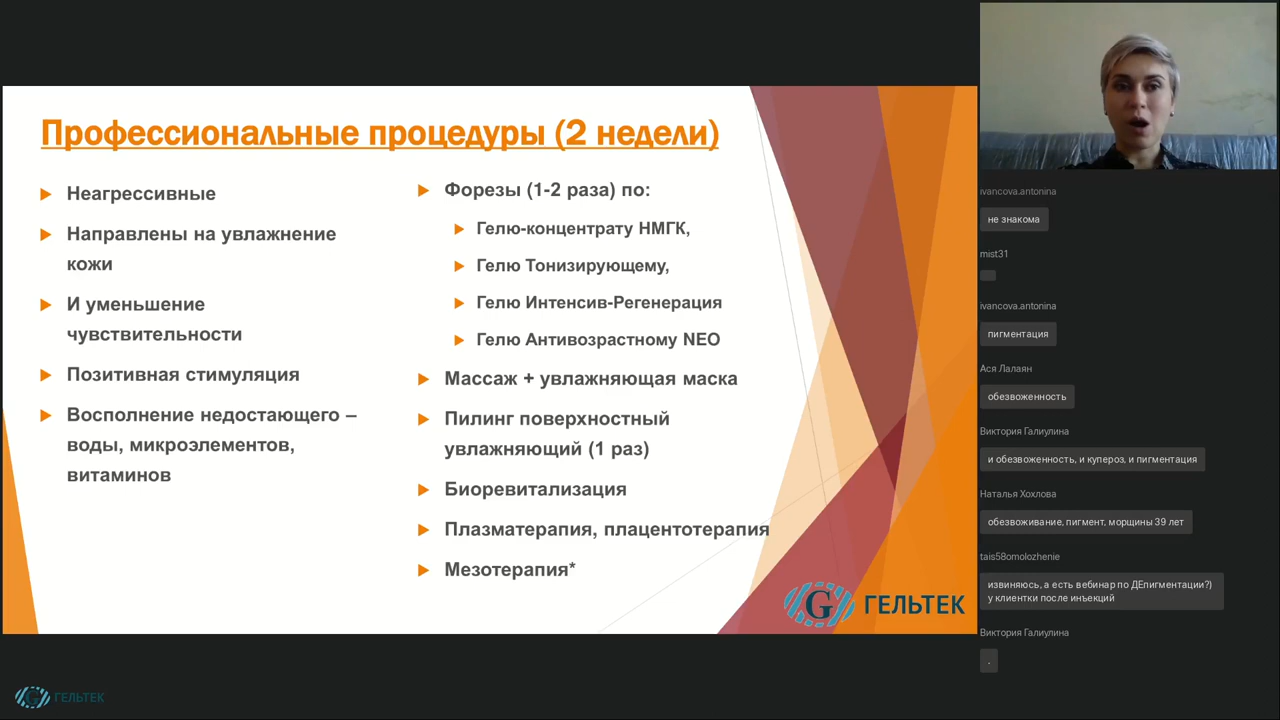 Профессиональные процедуры (2 недели)
Неагрессивные
Направлены на увлажнение
кожи
И уменьшение
чувствительности
Позитивная стимуляция
Восполнение недостающего –
воды, микроэлементов,
витаминов
Форезы (1-2 раза) по:
Гелю-концентрату НМГК,
Гелю Тонизирующему,
Гелю Интенсив-Регенерация
Гелю Антивозрастному NEO
Массаж + увлажняющая маска
Пилинг поверхностный
увлажняющий (1 раз)
Биоревитализация
Плазматерапия, плацентотерапия
Мезотерапия*
G ГЕЛЬТЕК
G ГЕЛЬТЕК
ivancova.antonina
не знакома
mist31
ivancova.antonina
пигментация
Ася Лалаян
обезвоженность
Виктория Галиулина
и обезвоженность, и купероз, и пигментация
Наталья Хохлова
обезвоживание, пигмент, морщины 39 лет
tais58omolozhenie
извиняюсь, а есть вебинар по ДЕпигментации?)
у клиентки после инъекций
Виктория Галиулина
.